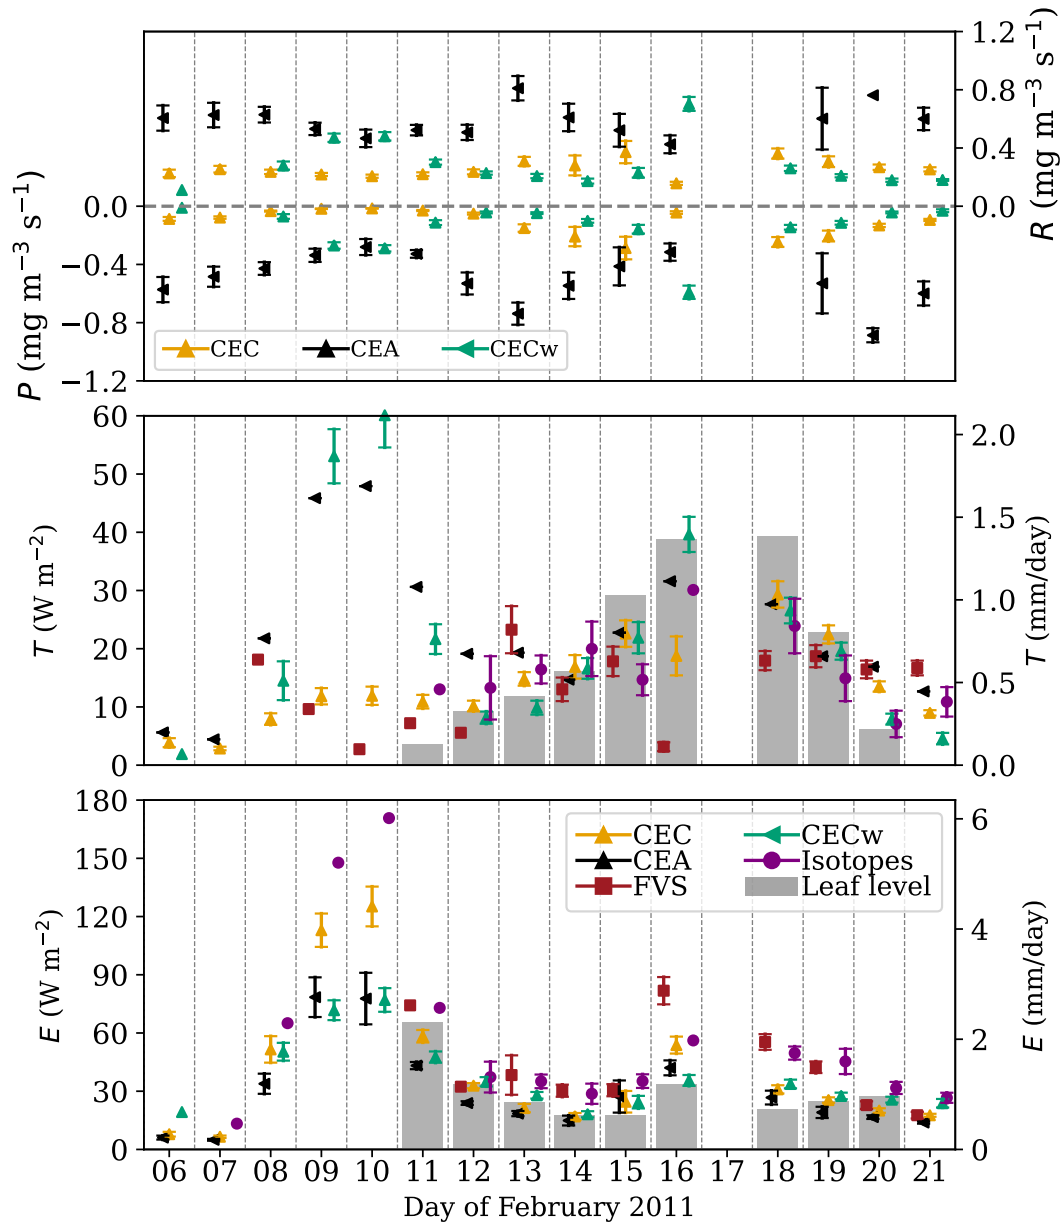 P (mg m⁻³ s⁻¹)
R (mg m⁻³ s⁻¹)
0.0
−0.4
−0.8
−1.2
1.2
0.8
0.4
0.0
CEC CEA CECw
T (W m⁻²)
60
50
40
30
20
10
0
T (mm/day)
2.0
1.5
1.0
0.5
0.0
E (W m⁻²)
180
150
120
90
60
30
0
E (mm/day)
6
4
2
0
CEC CECw
CEA Isotopes
FVS Leaf level
06 07 08 09 10 11 12 13 14 15 16 17 18 19 20 21
Day of February 2011